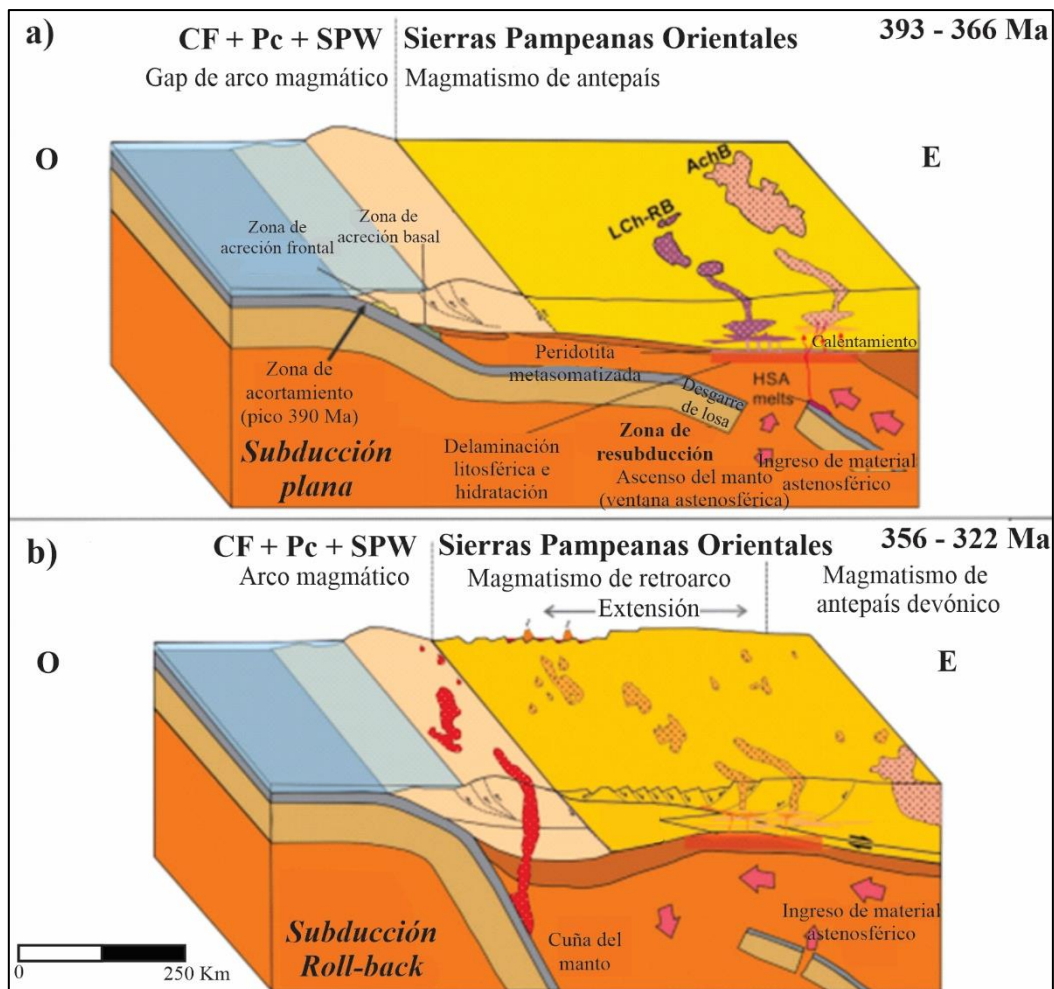 a)
CF + Pc + SPW
Gap de arco magmático
Sierras Pampeanas Orientales
Magmatismo de antepaís
393 - 366 Ma
O
E
AchB
LCh-RB
Zona de
acreción frontal
Zona de
acreción basal
Calentamiento
Peridotita
metasomatizada
HSA
melts
Desgarre
de losa
Zona de
acortamiento
(pico 390 Ma)
Subducción
plana
Delaminación
litosférica e
hidratación
Zona de
resubducción
Ascenso del manto
(ventana astenosférica)
Ingreso de material
astenosférico
b)
CF + Pc + SPW
Arco magmático
Sierras Pampeanas Orientales
Magmatismo de retroarco
Extensión
356 - 322 Ma
Magmatismo de
antepaís devónico
O
E
Subducción
Roll-back
Cuña del
manto
Ingreso de material
astenosférico
0
250 Km